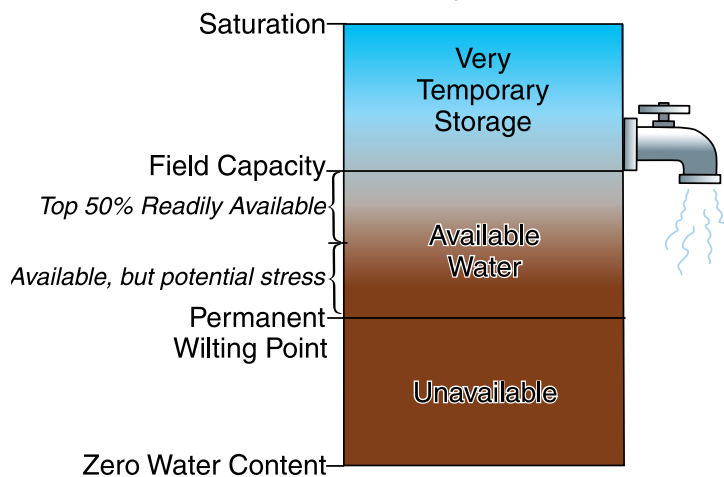 Saturation
Very
Temporary
Storage
Field Capacity
Top 50% Readily Available
Available
Water
Available, but potential stress
Permanent
Wilting Point
Unavailable
Zero Water Content